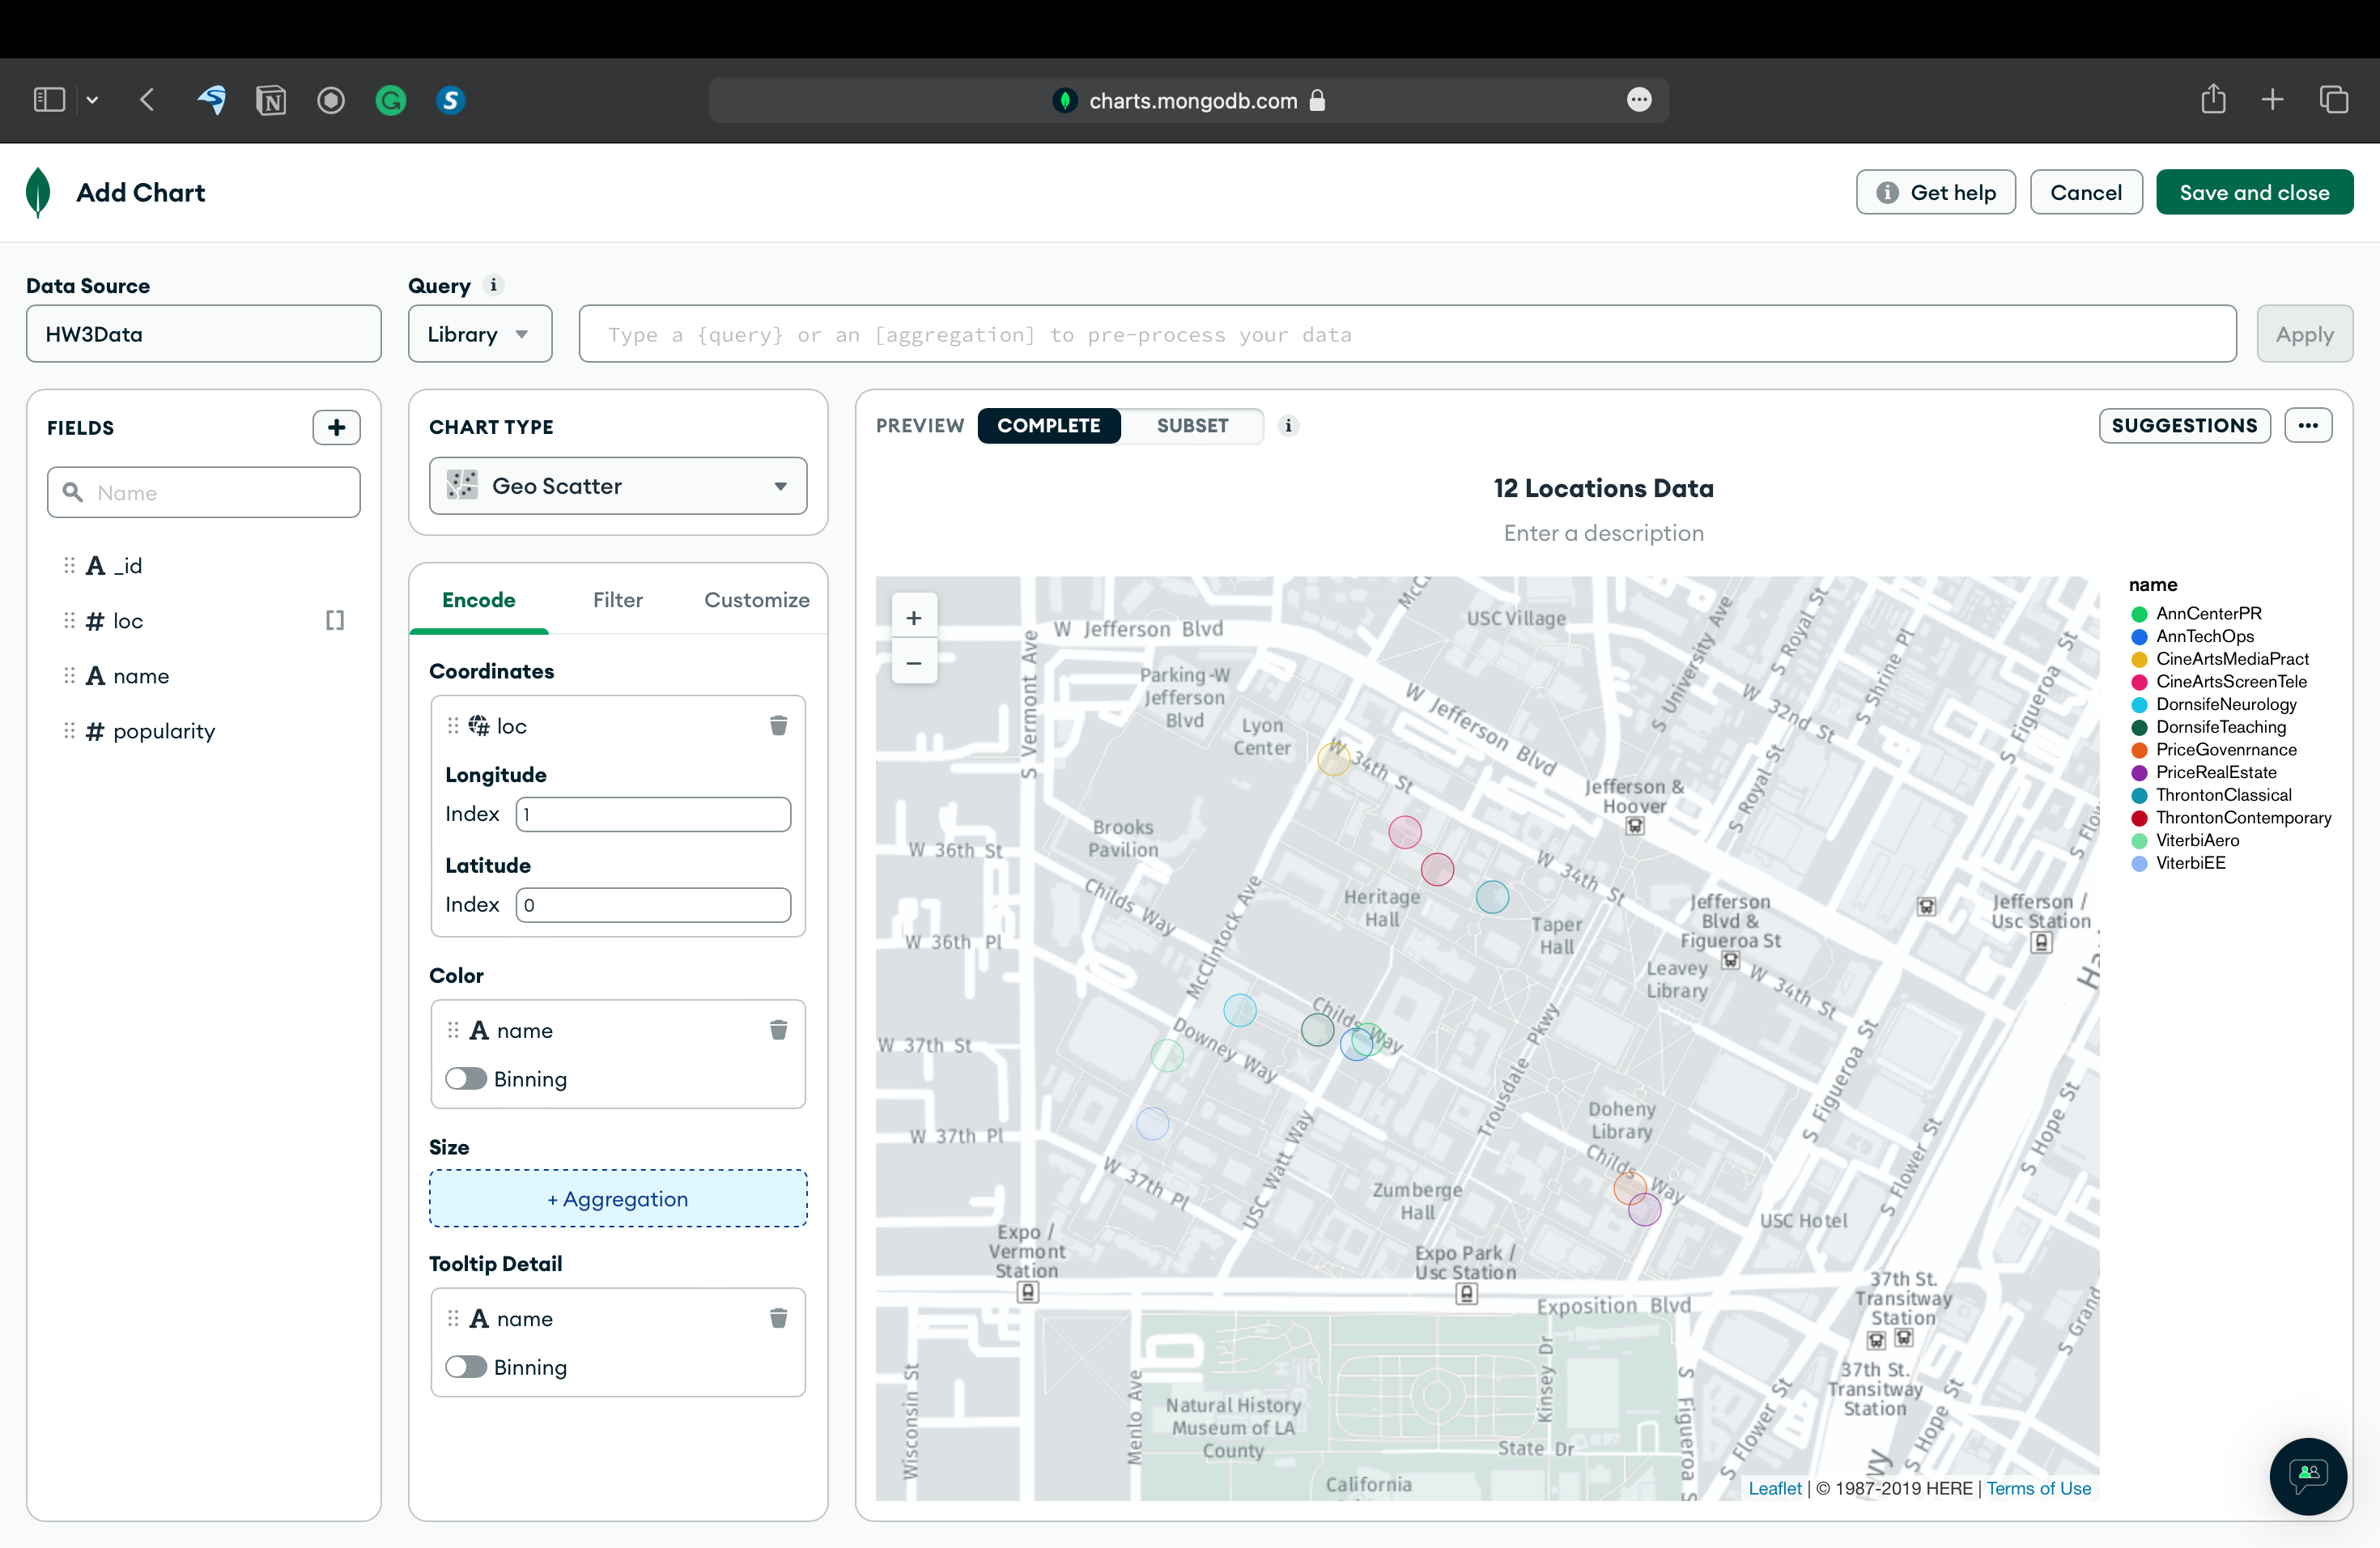 charts.mongodb.com
Add Chart
Get help
Cancel
Save and close
Data Source
Query
HW3Data
Library
Type a {query} or an [aggregation] to pre-process your data
Apply
FIELDS
Name
_id
loc
name
popularity
CHART TYPE
Geo Scatter
Encode
Filter
Customize
Coordinates
loc
Longitude
Index 1
Latitude
Index 0
Color
name
Binning
Size
+ Aggregation
Tooltip Detail
name
Binning
PREVIEW
COMPLETE
SUBSET
SUGGESTIONS
12 Locations Data
Enter a description
+
−
W Jefferson Blvd
USC Village
S Vermont Ave
Parking-W
Jefferson
Blvd
Lyon
Center
W Jefferson Blvd
S University Ave
S Royal St
S Shrine Pl
W 32nd St
S Figueroa St
W 34th St
Jefferson &
Hoover
S Royal St
Brooks
Pavilion
W 36th St
Childs Way
McClintock Ave
Heritage
Hall
W 34th St
Taper
Hall
Jefferson
Blvd &
Figueroa St
Jefferson /
Usc Station
W 36th Pl
Leavey
Library
W 34th St
Childs Way
Downey Way
W 37th St
Trousdale Pkwy
S Figueroa St
S Hope St
Doheny
Library
Childs Way
W 37th Pl
W 37th Pl
USC Watt Way
Zumberge
Hall
S Flower St
USC Hotel
Expo /
Vermont
Station
Expo Park /
Usc Station
Exposition Blvd
37th St.
Transitway
Station
S Grand
37th St.
Transitway
Station
Wisconsin St
Menlo Ave
Natural History
Museum of LA
County
Kinsey Dr
State Dr
S Figueroa S
S Flower St
S Hope St
California
Leaflet | © 1987-2019 HERE | Terms of Use
name
AnnCenterPR
AnnTechOps
CineArtsMediaPract
CineArtsScreenTele
DornsifeNeurology
DornsifeTeaching
PriceGovenrnance
PriceRealEstate
ThrontonClassical
ThrontonContemporary
ViterbiAero
ViterbiEE